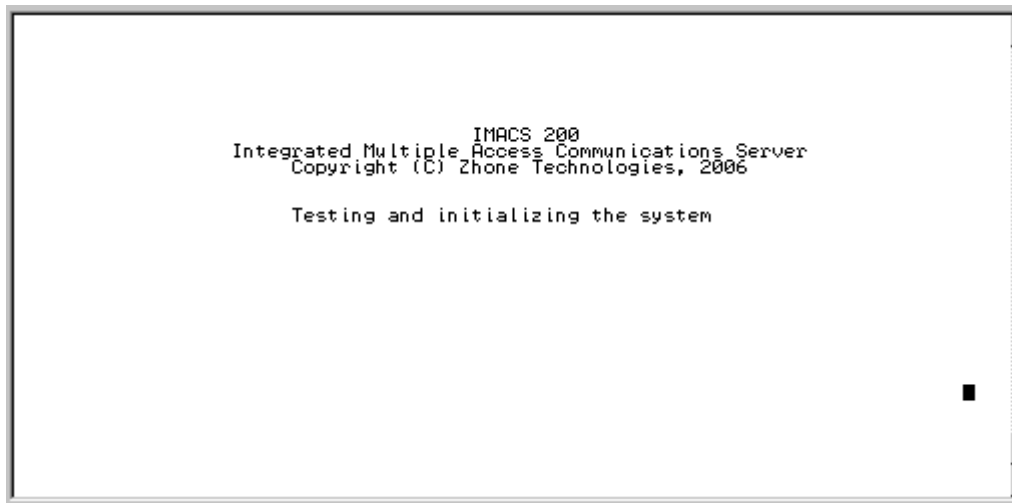 IMACS 200
Integrated Multiple Access Communications Server
Copyright (C) Zhone Technologies, 2006
Testing and initializing the system